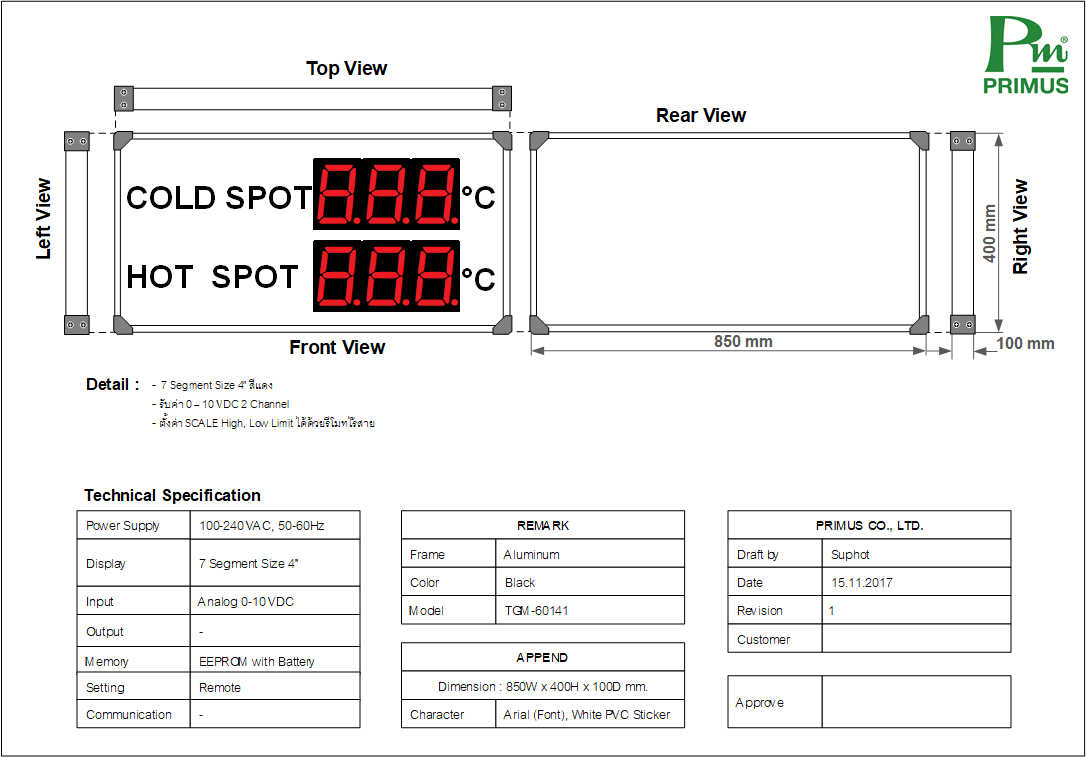 Pm®
PRIMUS
Top View
Rear View
Left View
COLD SPOT 8.8.8. °C
HOT SPOT 8.8.8. °C
400 mm
Right View
Front View
850 mm
100 mm
Detail : - 7 Segment Size 4" สีแดง
- รับค่า 0 – 10 VDC 2 Channel
- ตั้งค่า SCALE High, Low Limit ได้ด้วยรีโมทไร้สาย
Technical Specification
Power Supply 100-240 VAC, 50-60Hz
Display 7 Segment Size 4"
Input Analog 0-10 VDC
Output -
Memory EEPROM with Battery
Setting Remote
Communication -
REMARK
Frame Aluminum
Color Black
Model TGM-60141
APPEND
Dimension : 850W x 400H x 100D mm.
Character Arial (Font), White PVC Sticker
PRIMUS CO., LTD.
Draft by Suphot
Date 15.11.2017
Revision 1
Customer
Approve